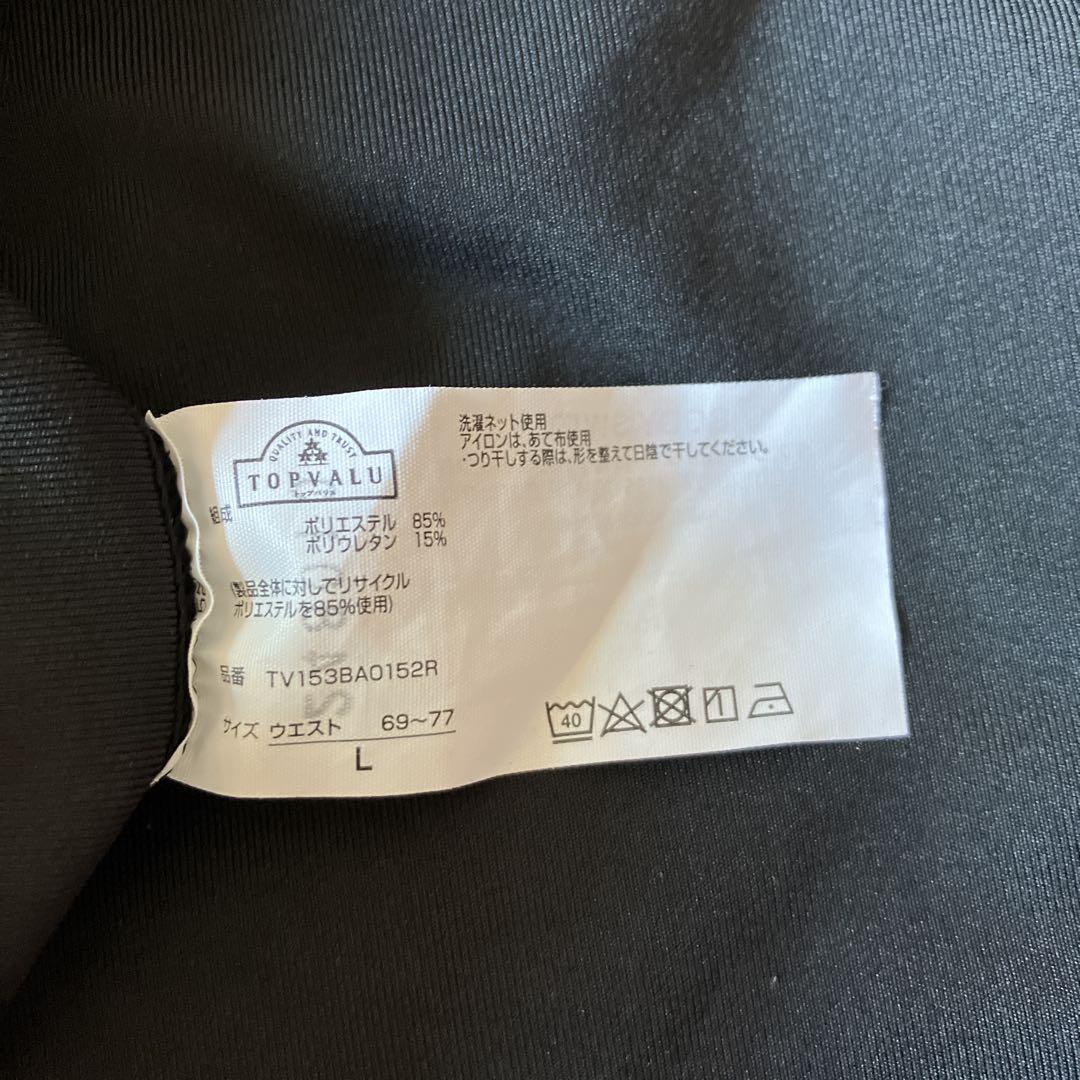 QUALITY AND TRUST
TOPVALU
トップバリュ
組成
ポリエステル 85%
ポリウレタン 15%
(製品全体に対してリサイクル
ポリエステルを85%使用)
品番 TV153BA0152R
サイズ ウエスト 69～77
L
洗濯ネット使用
アイロンは、あて布使用
・つり干しする際は、形を整えて日陰で干してください。
40